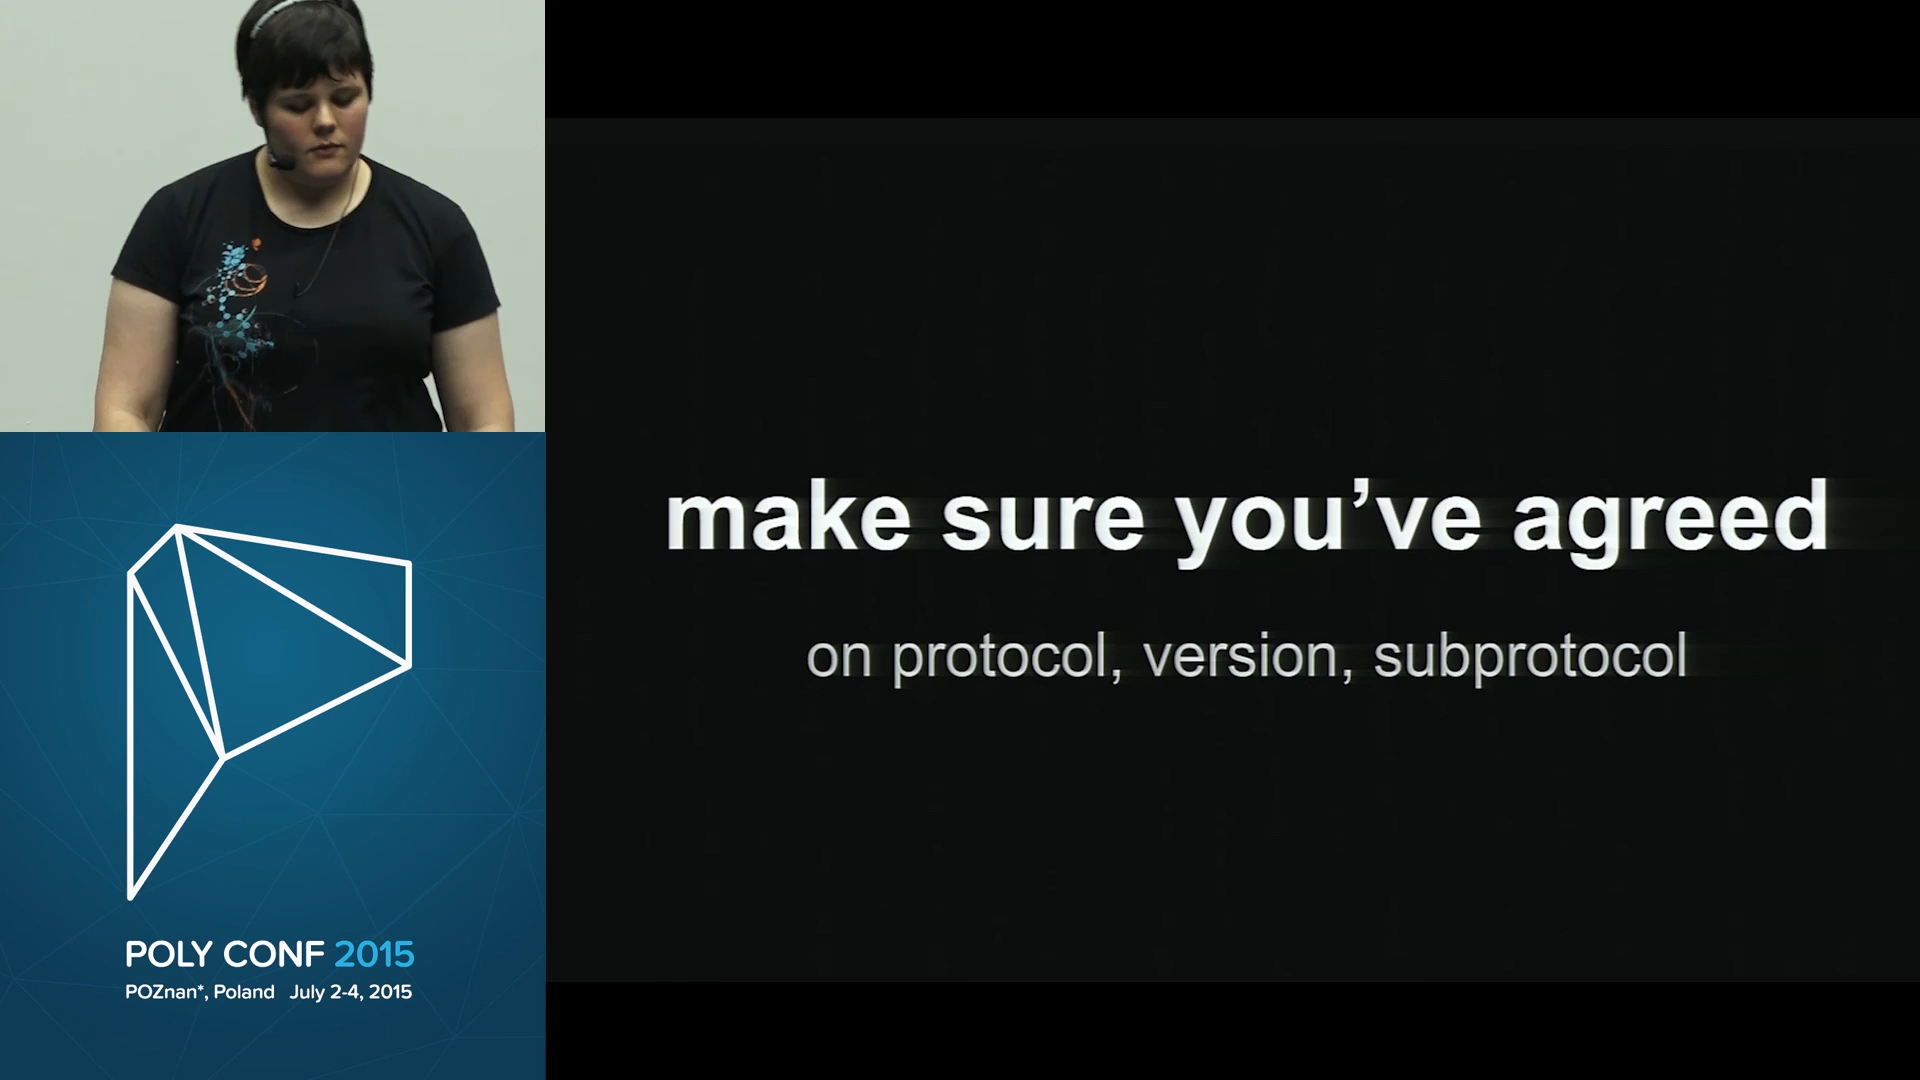 make sure you’ve agreed
on protocol, version, subprotocol
POLY CONF 2015
POZnan*, Poland July 2-4, 2015